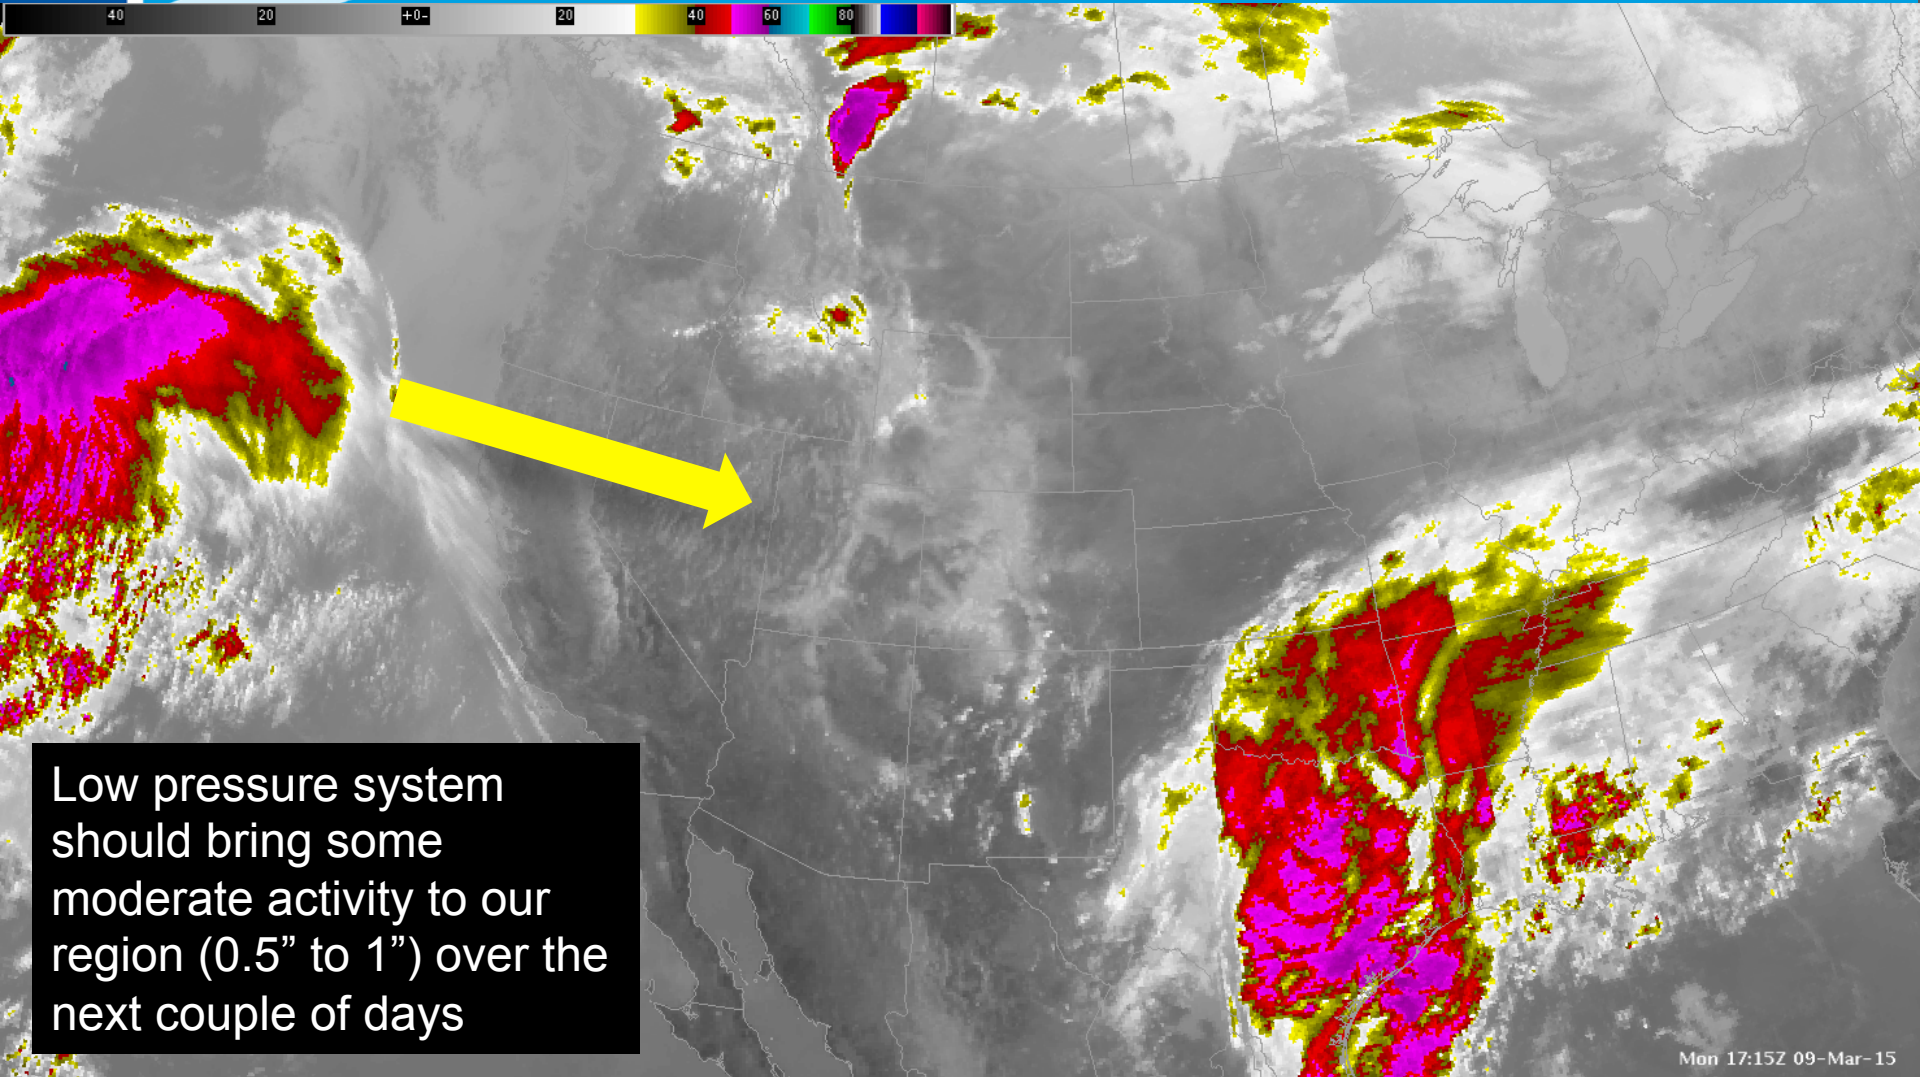 40 20 +0- 20 40 60 80
Low pressure system
should bring some
moderate activity to our
region (0.5” to 1”) over the
next couple of days
Mon 17:15Z 09-Mar-15